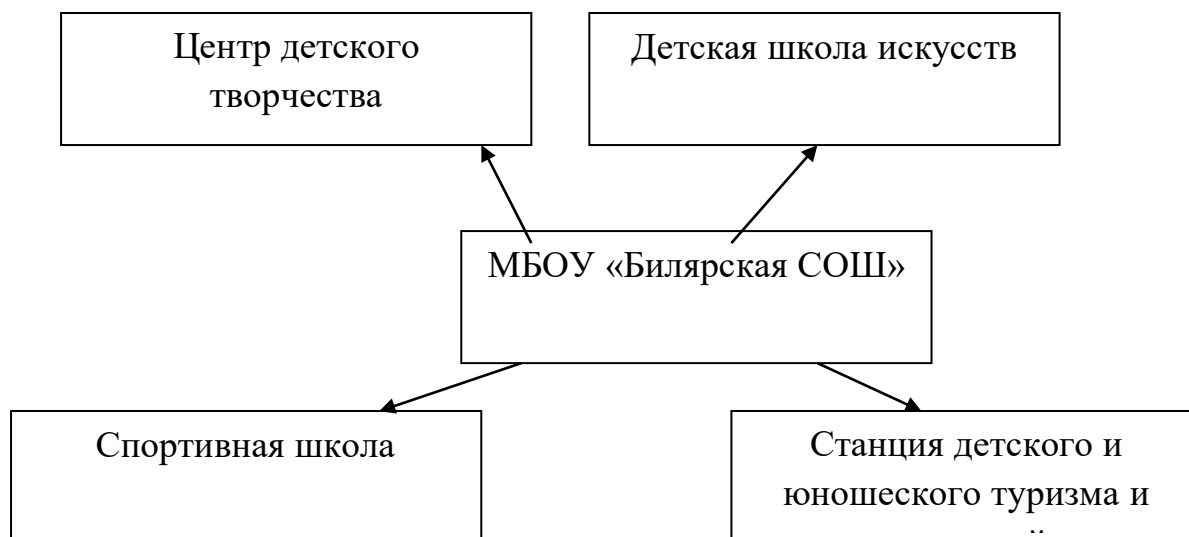 Центр детского
творчества
Детская школа искусств
МБОУ «Билярская СОШ»
Спортивная школа
Станция детского и
юношеского туризма и